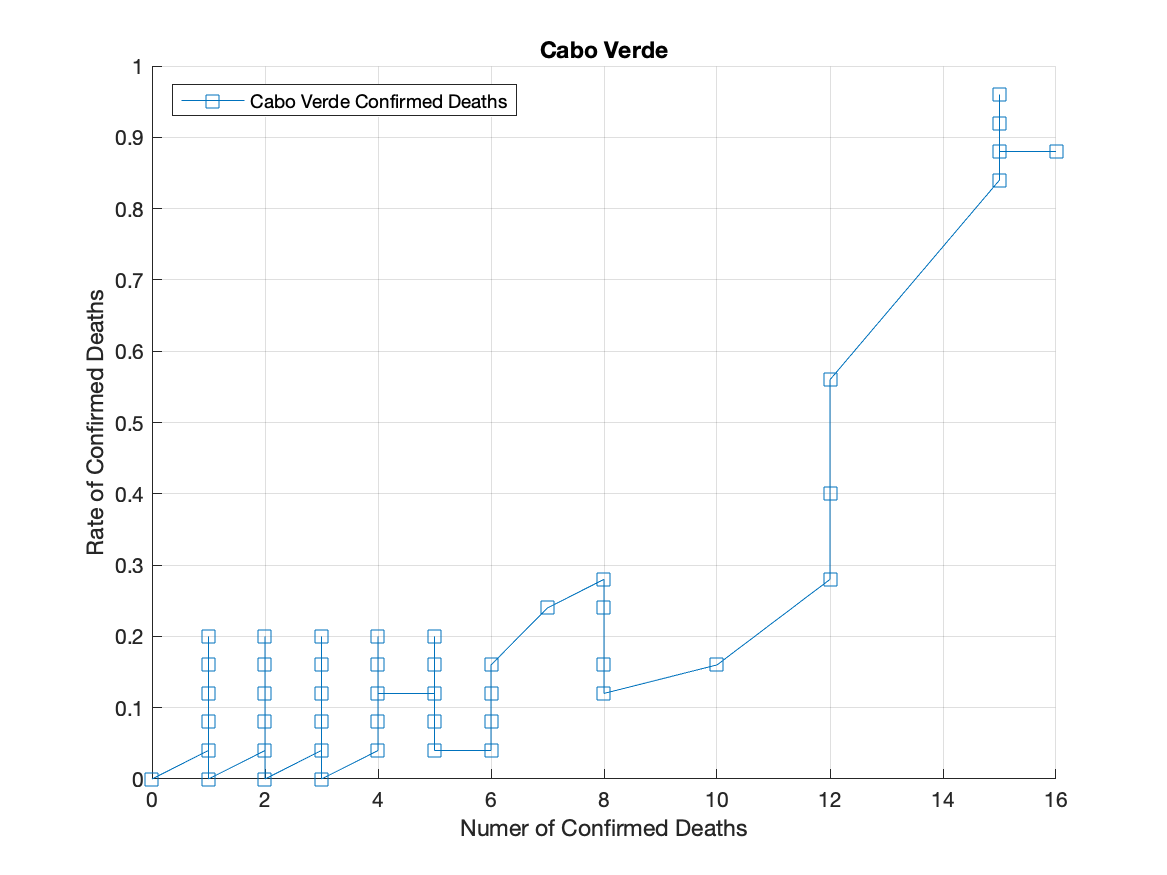 Cabo Verde
Cabo Verde Confirmed Deaths
1
0.9
0.8
0.7
0.6
0.5
0.4
0.3
0.2
0.1
0
Rate of Confirmed Deaths
0 2 4 6 8 10 12 14 16
Numer of Confirmed Deaths